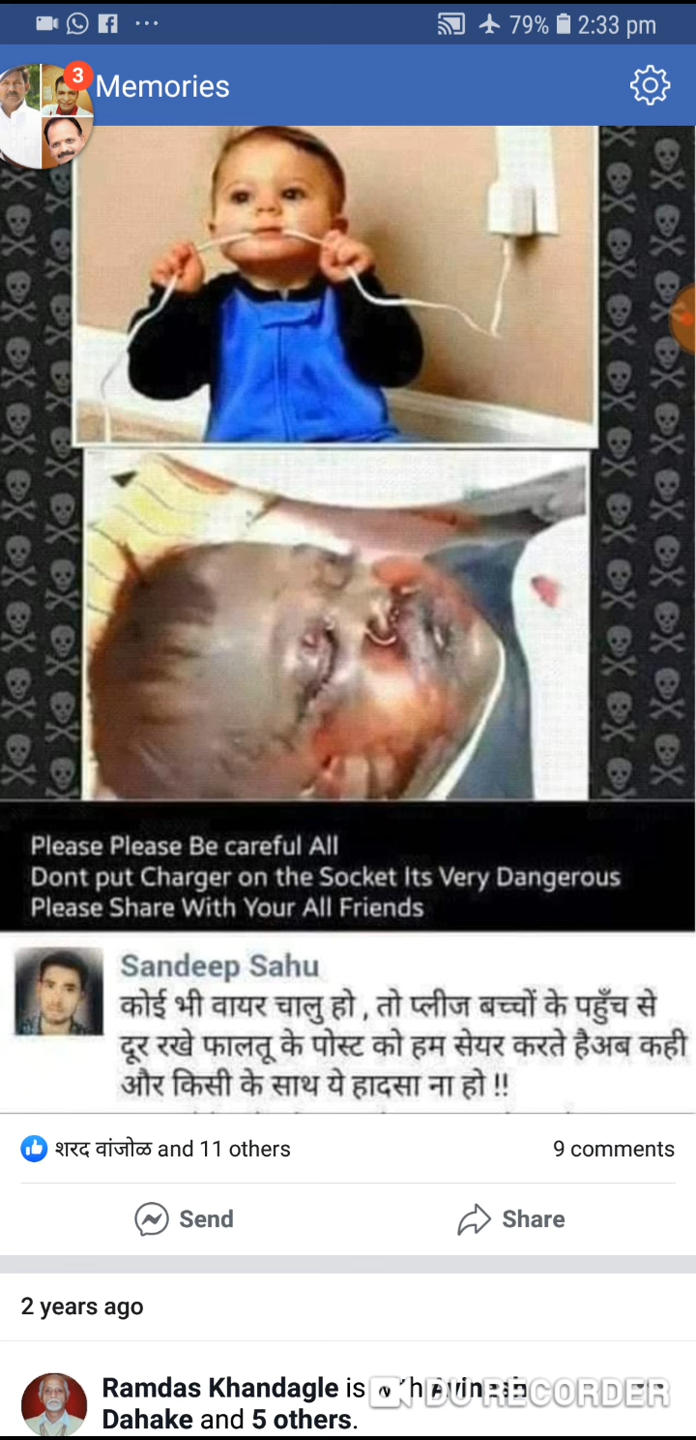 79% 2:33 pm
3
Memories
Please Please Be careful All
Dont put Charger on the Socket Its Very Dangerous
Please Share With Your All Friends
Sandeep Sahu
कोई भी वायर चालु हो , तो प्लीज बच्चों के पहुँच से
दूर रखे फालतू के पोस्ट को हम सेयर करते हैअब कही
और किसी के साथ ये हादसा ना हो !!
शरद वांजोळ and 11 others
9 comments
Send
Share
2 years ago
Ramdas Khandagle is
DU RECORDER
Dahake and 5 others.